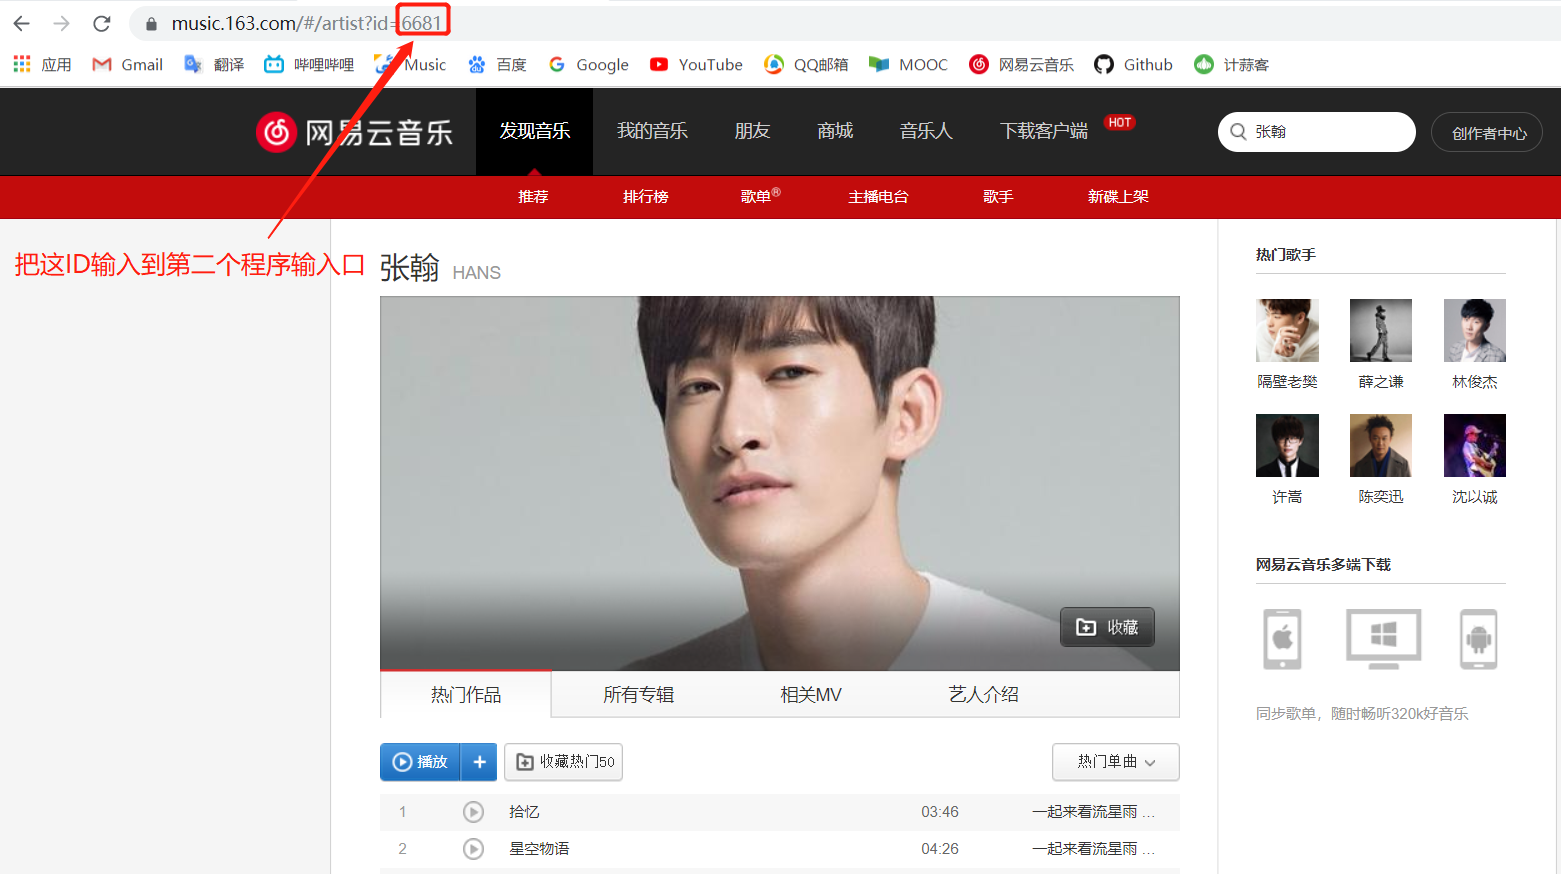 music.163.com/#/artist?id=6681
应用 Gmail 翻译 哔哩哔哩 Music 百度 Google YouTube QQ邮箱 MOOC 网易云音乐 Github 计蒜客
网易云音乐 发现音乐 我的音乐 朋友 商城 音乐人 下载客户端 HOT 张翰 创作者中心
推荐 排行榜 歌单® 主播电台 歌手 新碟上架
把这ID输入到第二个程序输入口
张翰 HANS
收藏
热门作品 所有专辑 相关MV 艺人介绍
播放 + 收藏热门50 热门单曲
1 拾忆 03:46 一起来看流星雨 ...
2 星空物语 04:26 一起来看流星雨 ...
热门歌手
隔壁老樊 薛之谦 林俊杰
许嵩 陈奕迅 沈以诚
网易云音乐多端下载
同步歌单，随时畅听320k好音乐